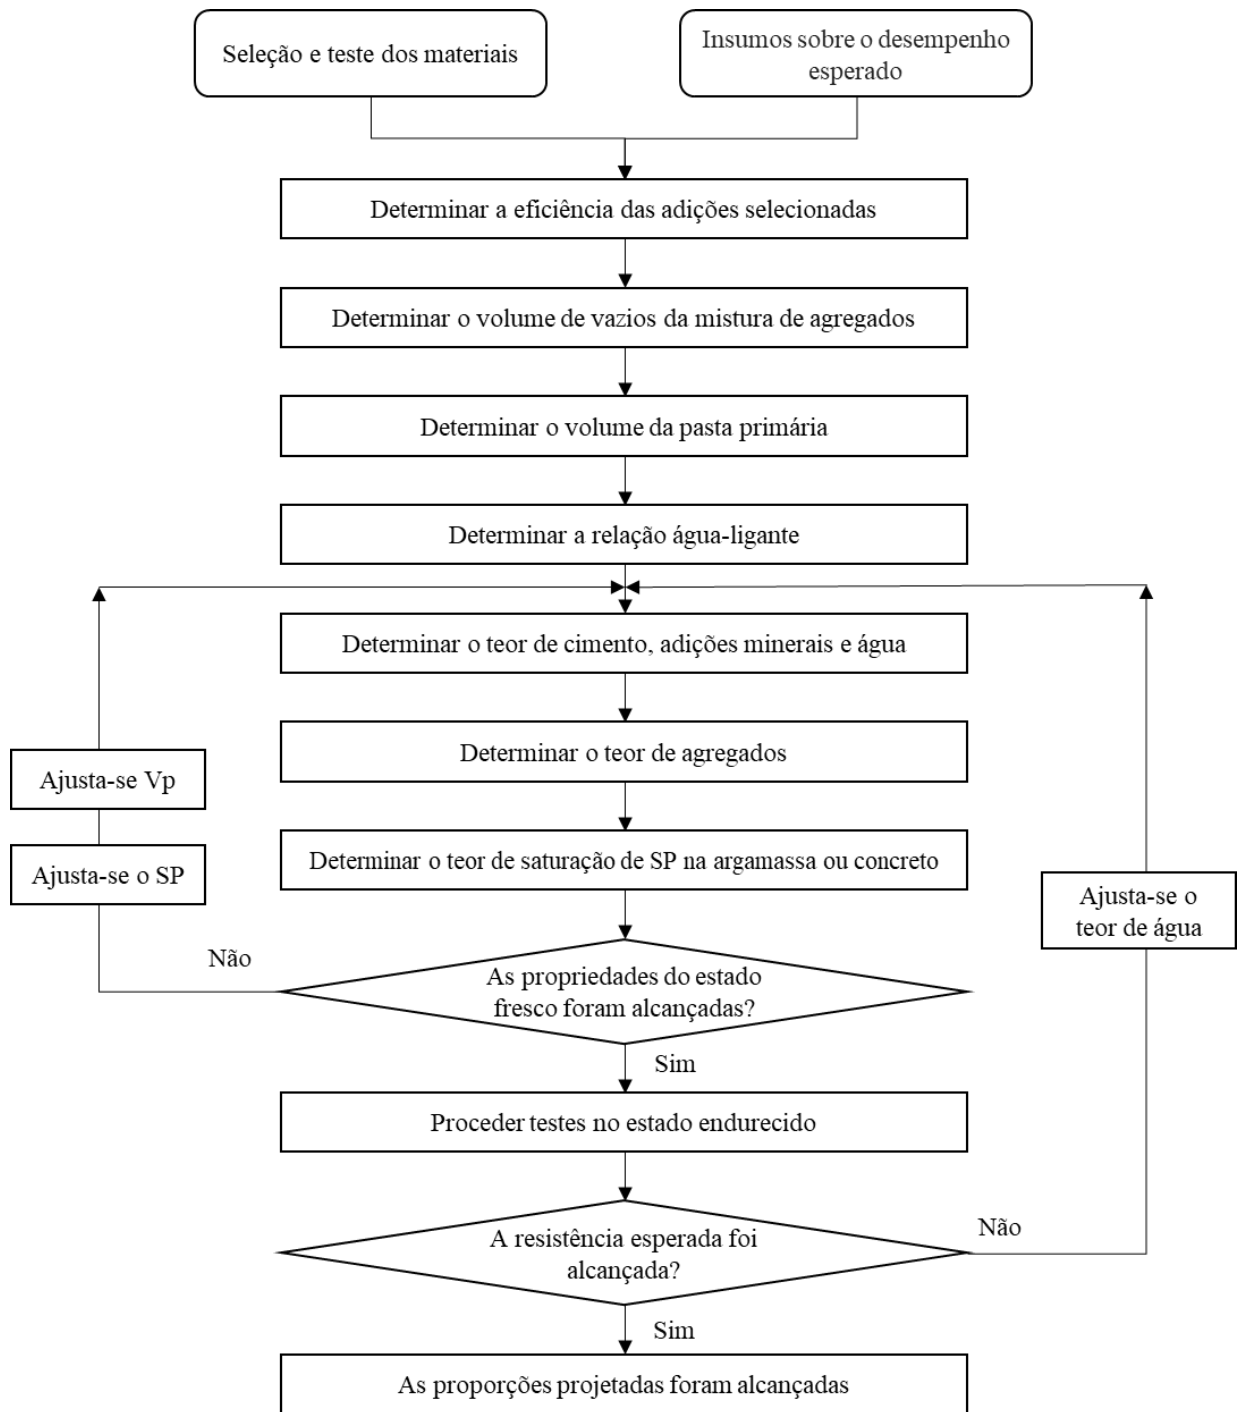 Seleção e teste dos materiais
Insumos sobre o desempenho
esperado
Determinar a eficiência das adições selecionadas
Determinar o volume de vazios da mistura de agregados
Determinar o volume da pasta primária
Determinar a relação água-ligante
Determinar o teor de cimento, adições minerais e água
Determinar o teor de agregados
Ajusta-se Vp
Determinar o teor de saturação de SP na argamassa ou concreto
Ajusta-se o SP
Ajusta-se o
teor de água
Não
As propriedades do estado
fresco foram alcançadas?
Sim
Proceder testes no estado endurecido
A resistência esperada foi
alcançada?
Não
Sim
As proporções projetadas foram alcançadas